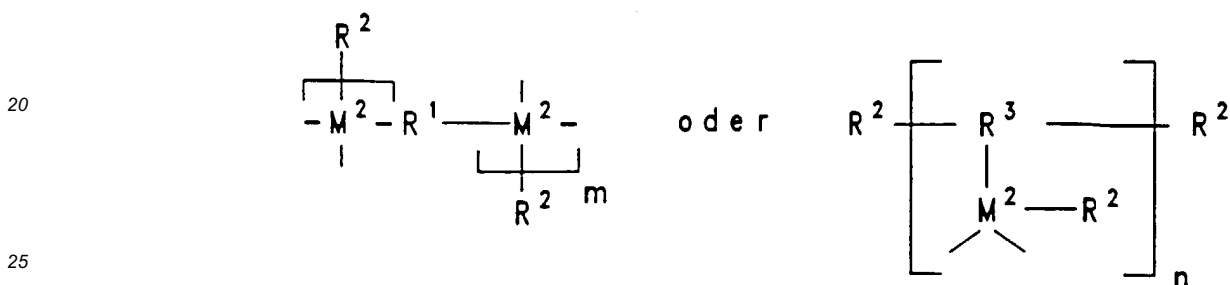 R²
20 - M² - R¹ — M² - oder R² — R³ — R²
R² m M² — R²
25
n